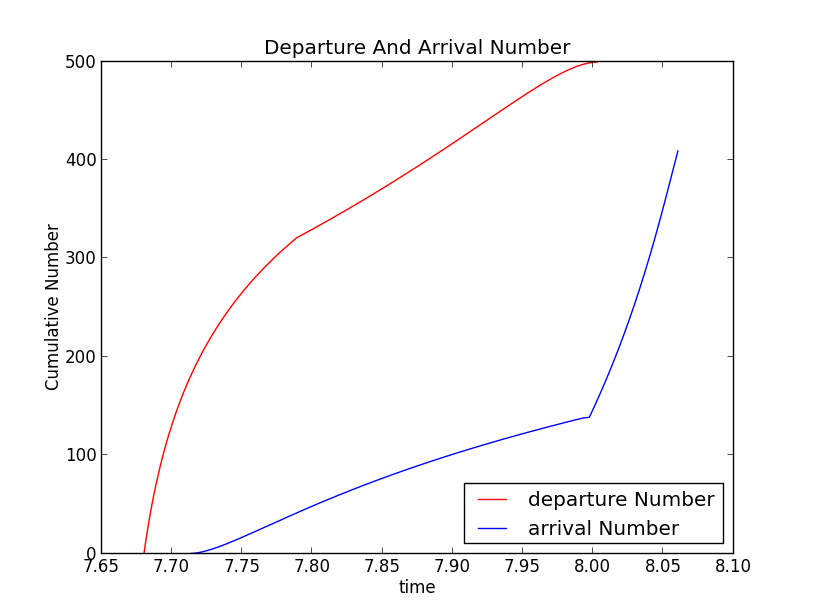 Departure And Arrival Number
500
400
300
200
100
0
Cumulative Number
7.65 7.70 7.75 7.80 7.85 7.90 7.95 8.00 8.05 8.10
time
departure Number
arrival Number